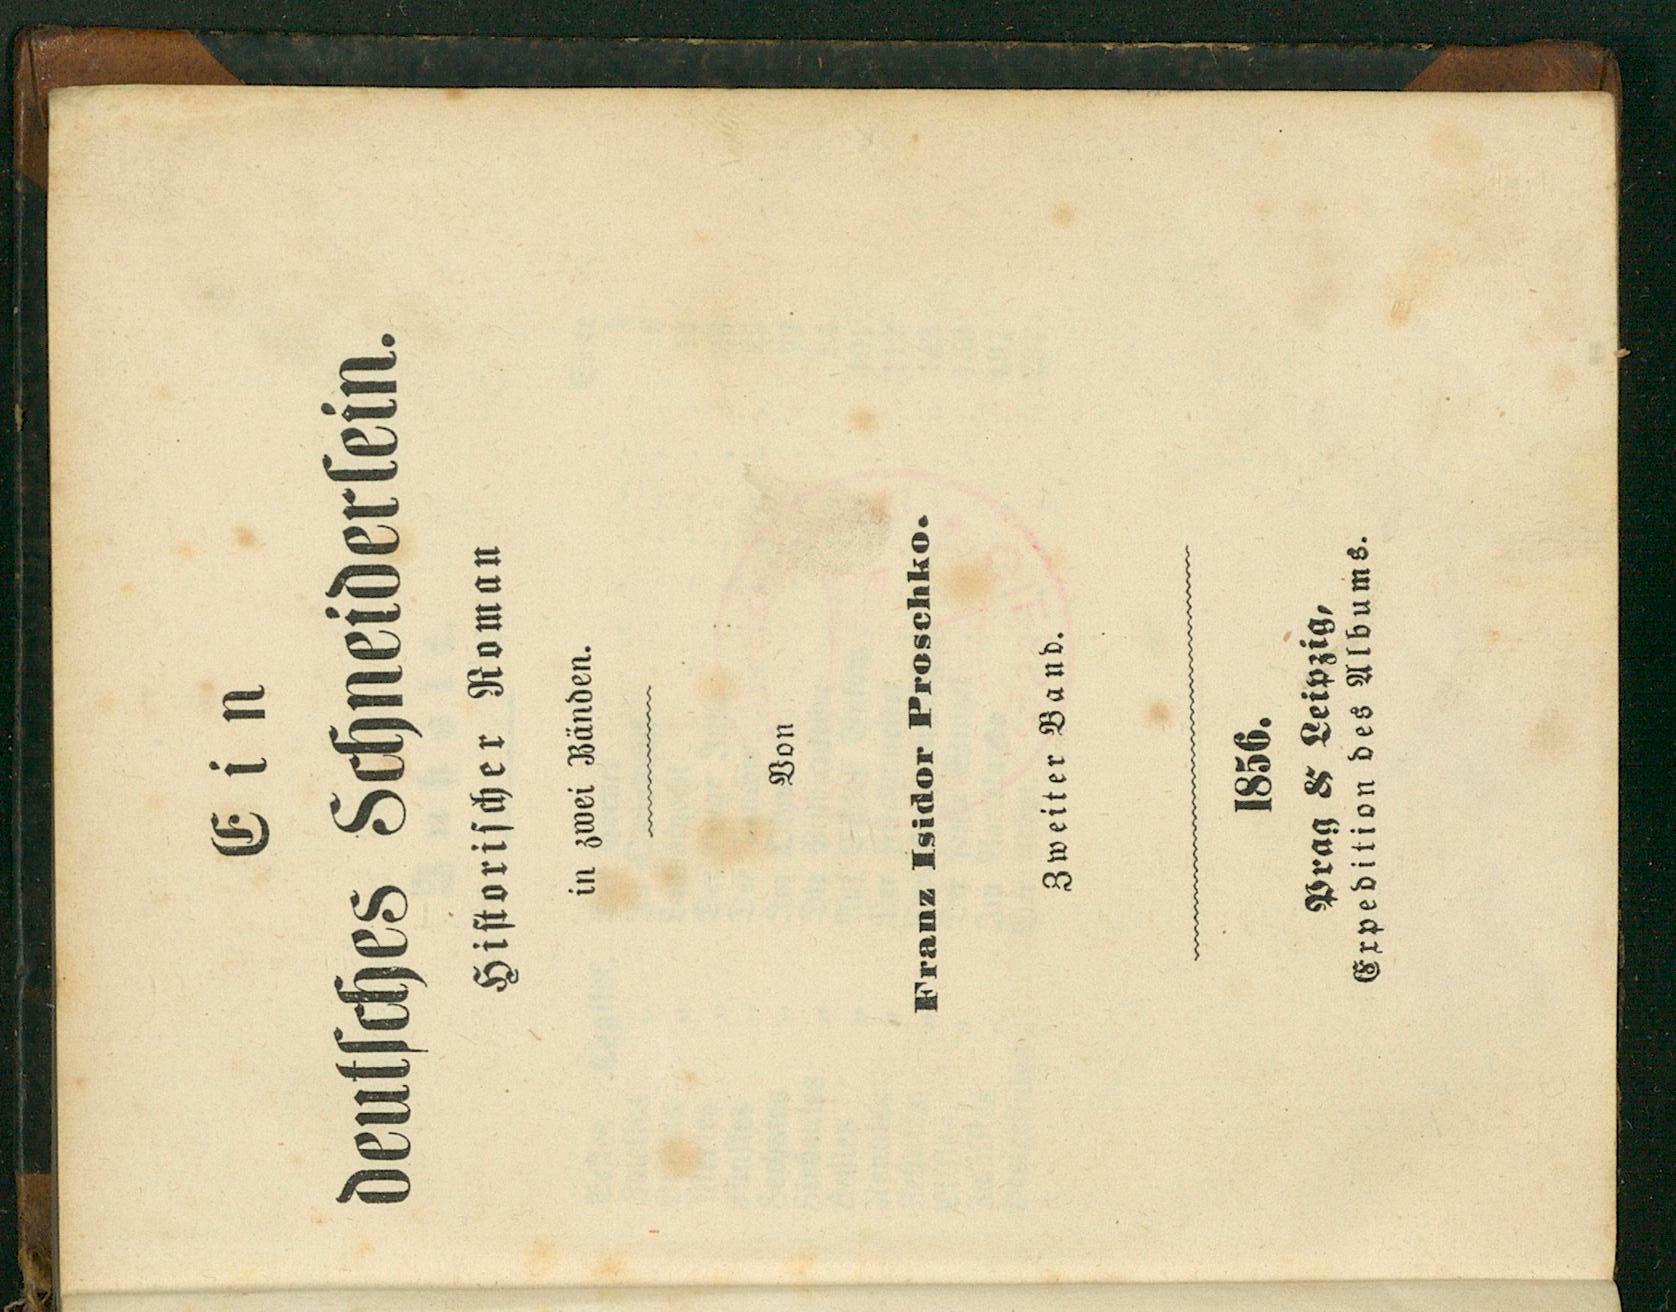 Ein
deutſches Schneiderlein.
Hiſtoriſcher Roman
in zwei Bänden.
Von
Franz Isidor Proschko.
Zweiter Band.
1856.
Prag & Leipzig,
Expedition des Albums.